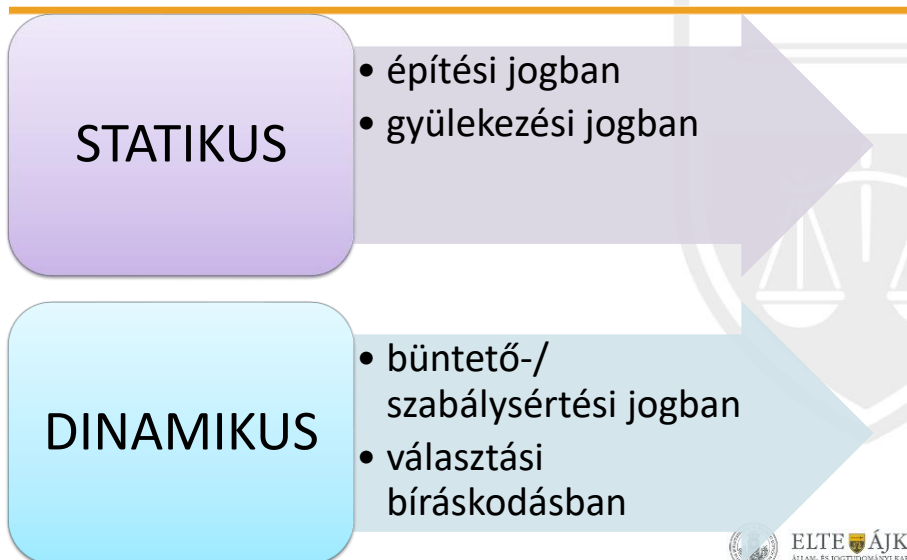 STATIKUS
• építési jogban
• gyülekezési jogban
DINAMIKUS
• büntető-/
szabálysértési jogban
• választási
bíráskodásban
ELTE ÁJK